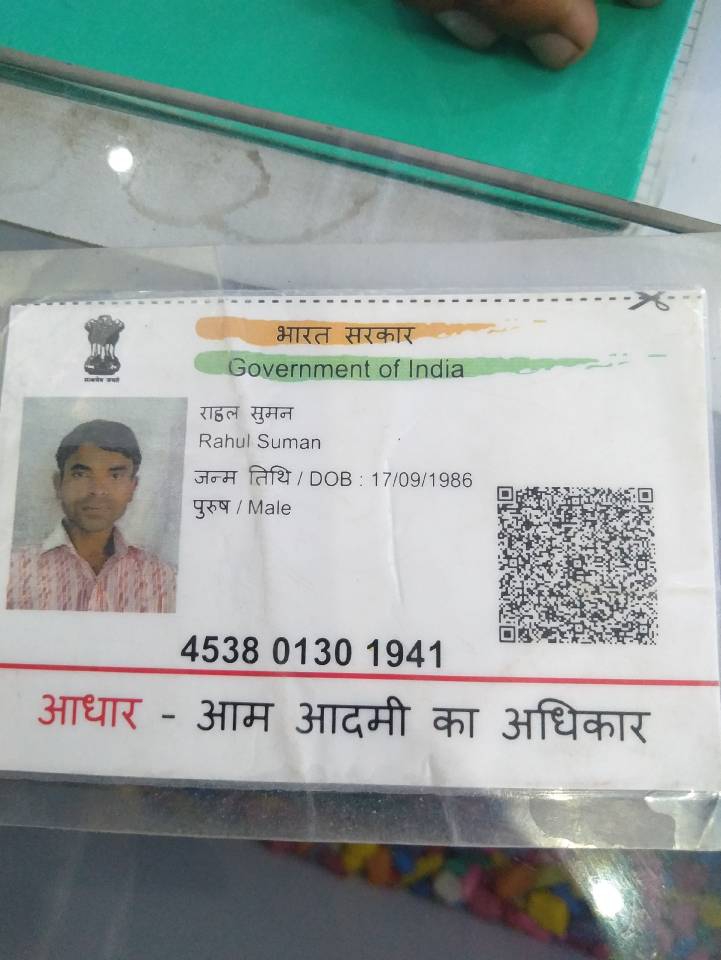 भारत सरकार
Government of India
सत्यमेव जयते
राहुल सुमन
Rahul Suman
जन्म तिथि / DOB : 17/09/1986
पुरुष / Male
4538 0130 1941
आधार - आम आदमी का अधिकार